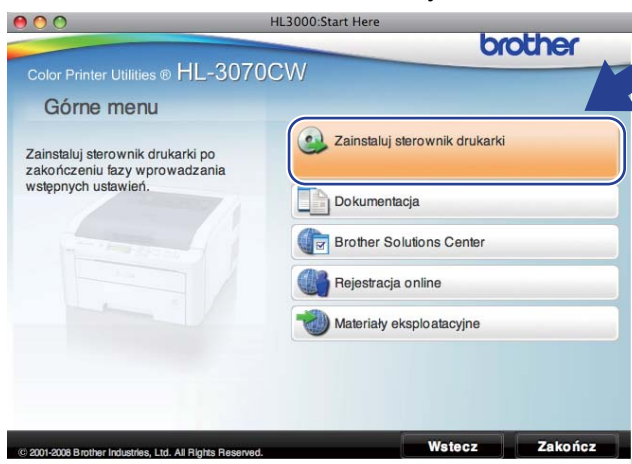 HL3000:Start Here
brother
Color Printer Utilities ® HL-3070CW
Górne menu
Zainstaluj sterownik drukarki po
zakończeniu fazy wprowadzania
wstępnych ustawień.
Zainstaluj sterownik drukarki
Dokumentacja
Brother Solutions Center
Rejestracja online
Materiały eksploatacyjne
© 2001-2008 Brother Industries, Ltd. All Rights Reserved.
Wstecz
Zakończ